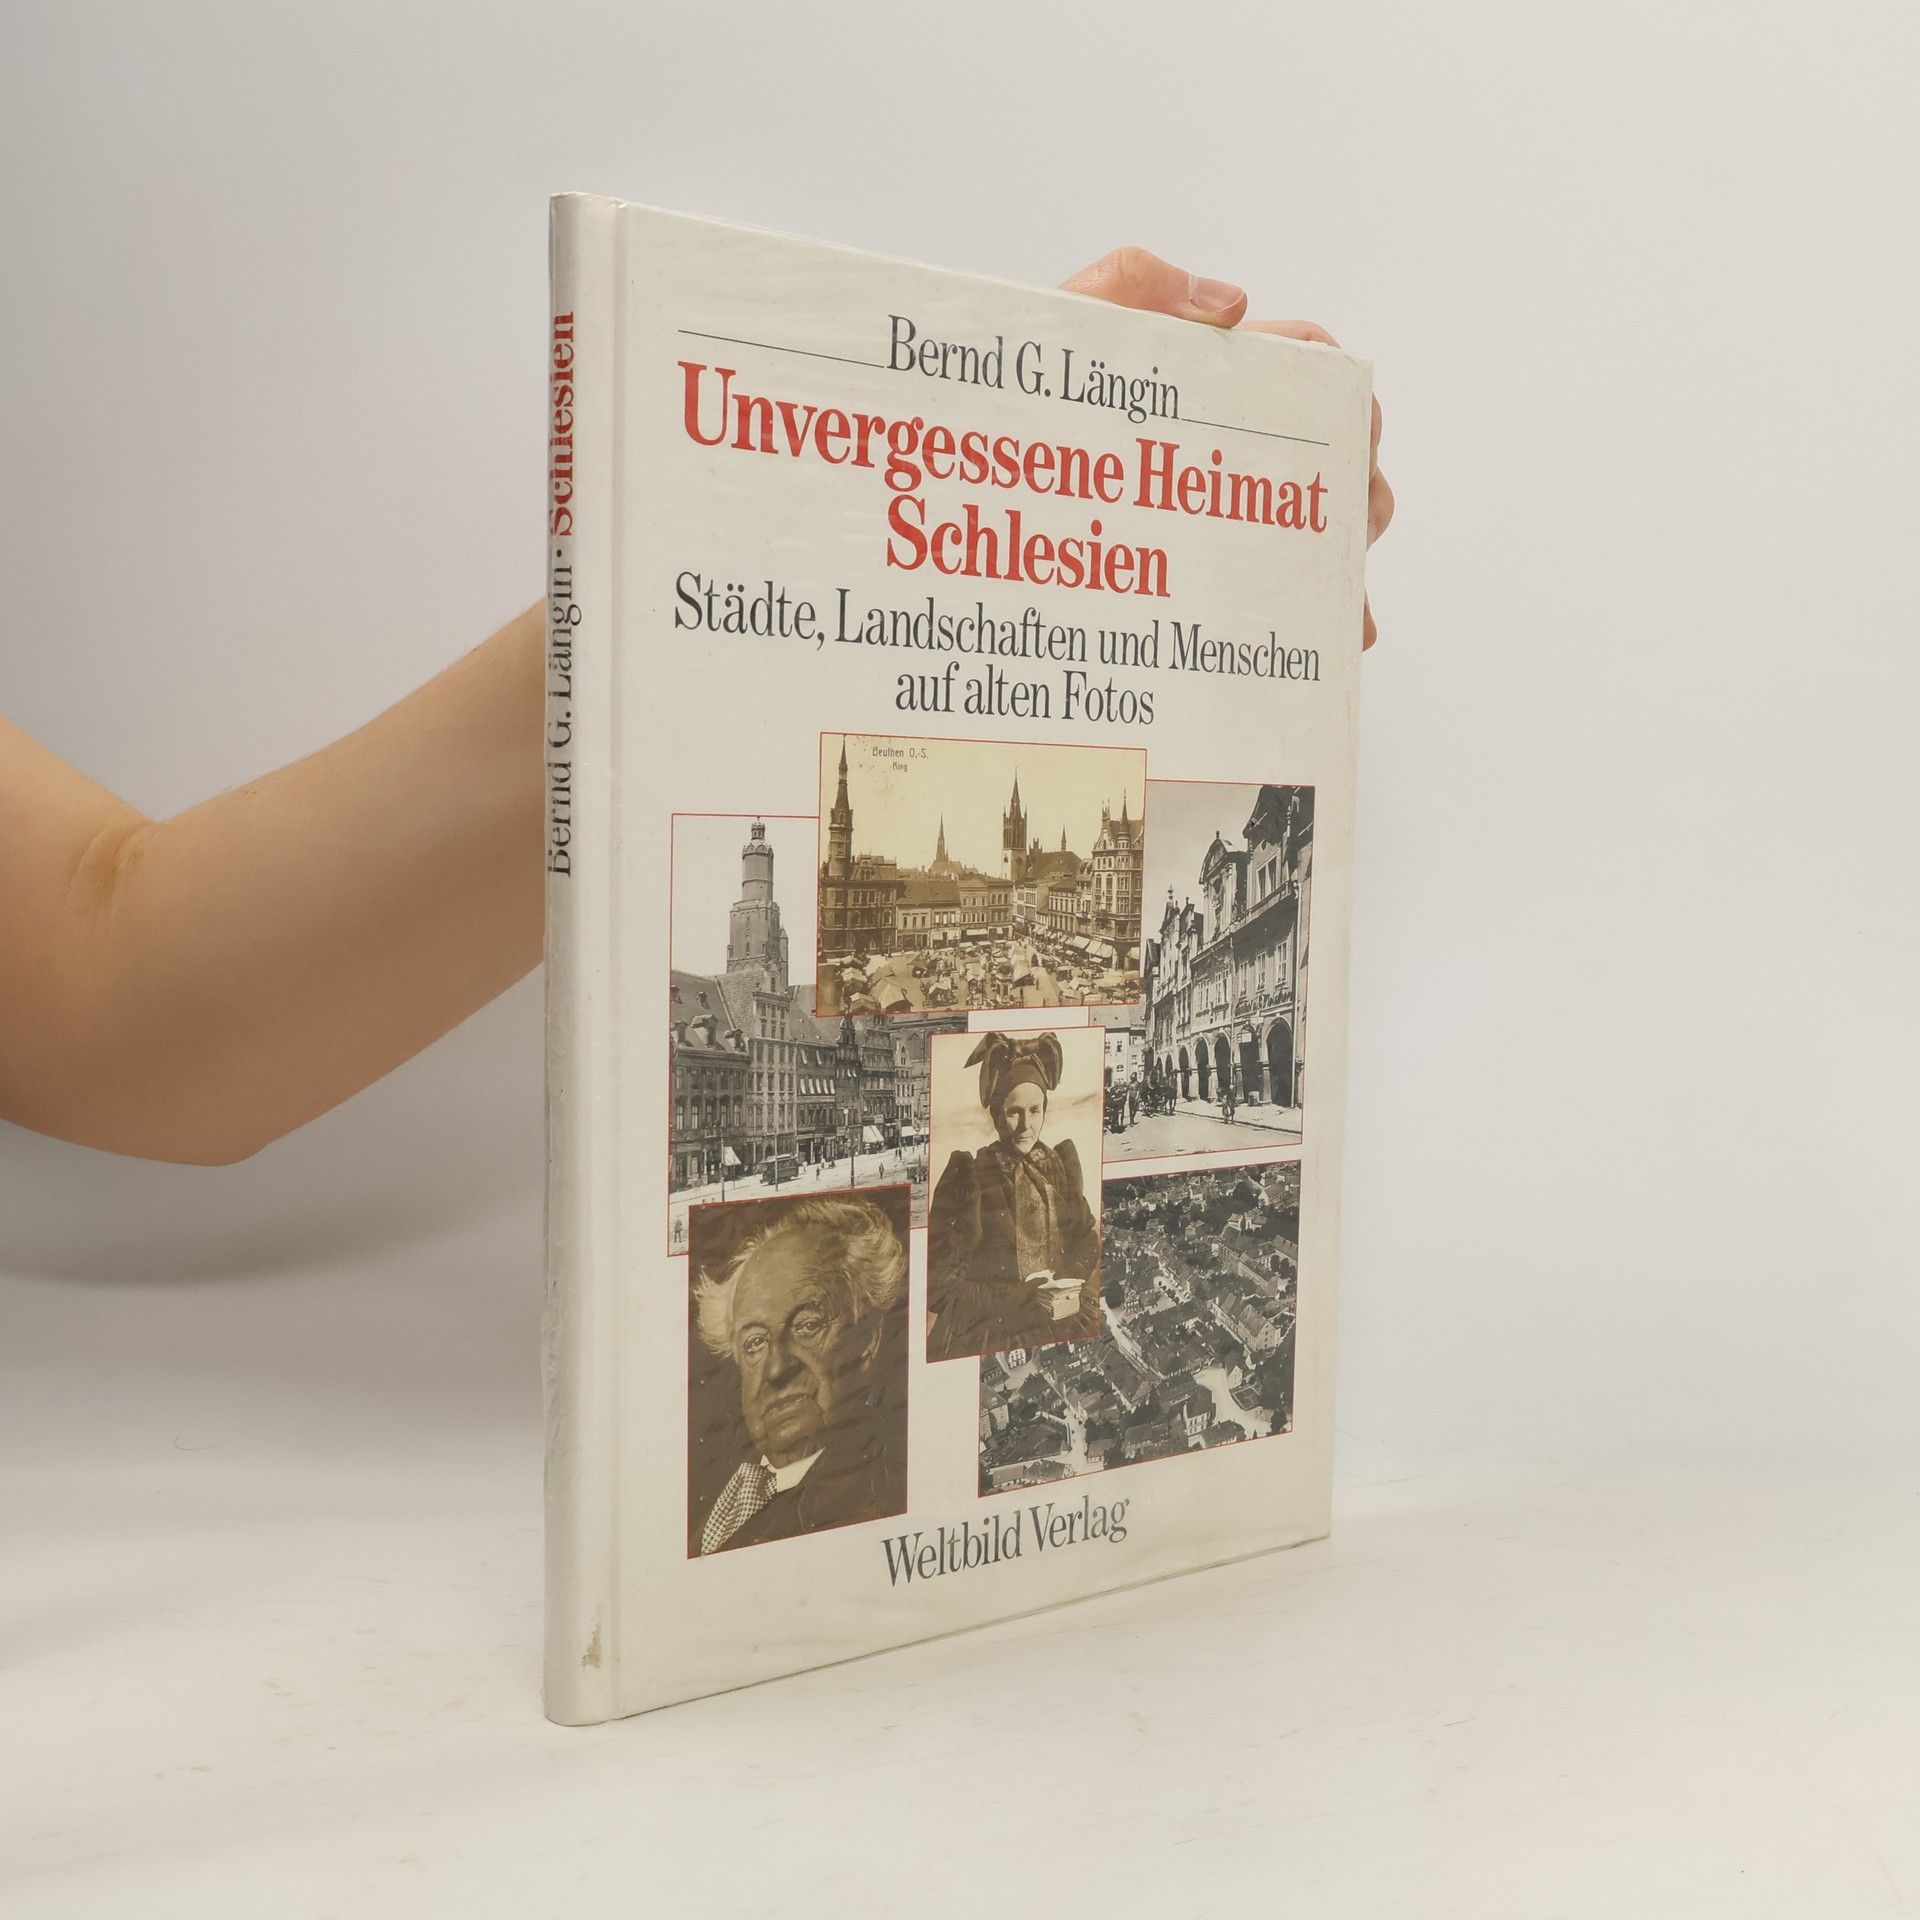 Bernd G. Längin · Schlesien
Bernd G. Längin
Unvergessene Heimat
Schlesien
Städte, Landschaften und Menschen
auf alten Fotos
Beuthen O.-S.
Ring
Weltbild Verlag